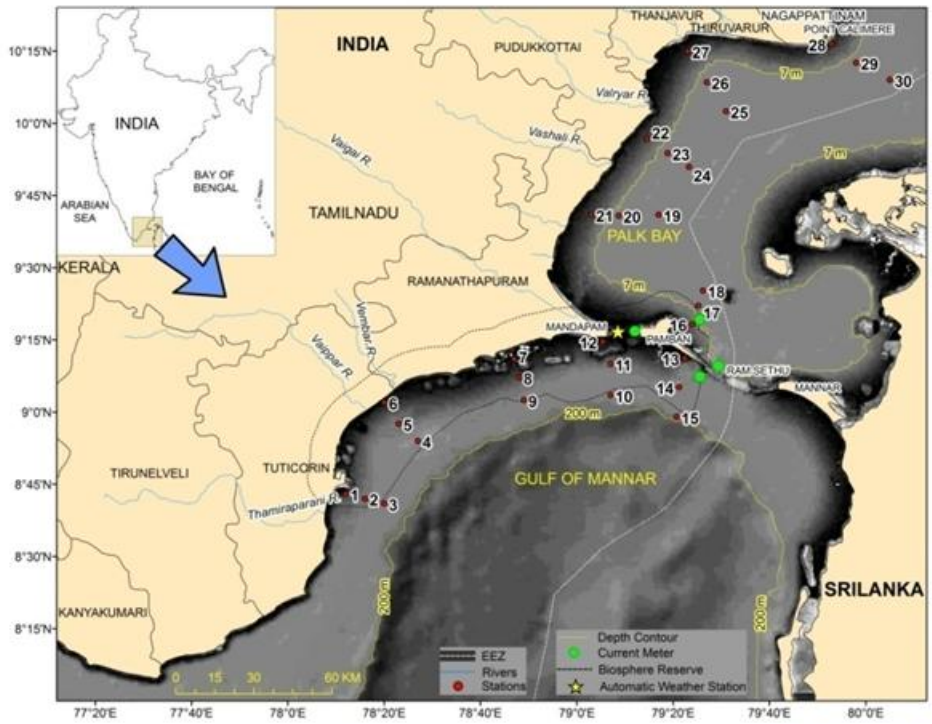 THANJAVUR
NAGAPPATTINAM
THIRUVARUR
POINT CALIMERE
INDIA
PUDUKKOTTAI
10°15'N
27
28
29
30
7 m
26
25
Valryar R.
10°0'N
INDIA
BAY OF
BENGAL
ARABIAN
SEA
Vaigai R.
Vashali R.
22
23
24
7 m
9°45'N
TAMILNADU
21
20
19
PALK BAY
9°30'N
KERALA
RAMANATHAPURAM
7 m
18
17
16
9°15'N
Vembar R.
Vaippar R.
MANDAPAM
PAMBAN
12
13
11
7
8
RAM SETHU
MANNAR
14
10
9
6
9°0'N
5
4
200 m
15
TIRUNELVELI
TUTICORIN
GULF OF MANNAR
8°45'N
Thamiraparani R.
1
2
3
8°30'N
SRILANKA
KANYAKUMARI
8°15'N
200 m
200 m
0
15
30
60 KM
EEZ
Rivers
Stations
Depth Contour
Current Meter
Biosphere Reserve
Automatic Weather Station
77°20'E
77°40'E
78°0'E
78°20'E
78°40'E
79°0'E
79°20'E
79°40'E
80°0'E